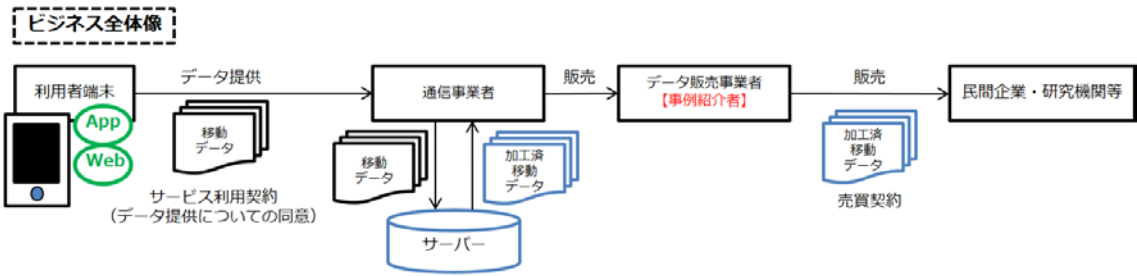 ビジネス全体像
利用者端末
App
Web
データ提供
移動
データ
サービス利用契約
（データ提供についての同意）
通信事業者
移動
データ
加工済
移動
データ
サーバー
販売
データ販売事業者
【事例紹介者】
販売
加工済
移動
データ
売買契約
民間企業・研究機関等